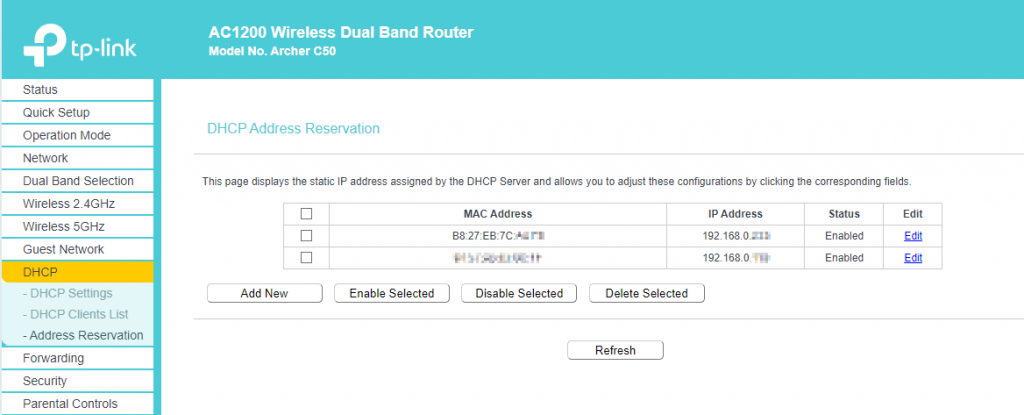 tp-link
AC1200 Wireless Dual Band Router
Model No. Archer C50
Status
Quick Setup
Operation Mode
Network
Dual Band Selection
Wireless 2.4GHz
Wireless 5GHz
Guest Network
DHCP
- DHCP Settings
- DHCP Clients List
- Address Reservation
Forwarding
Security
Parental Controls
DHCP Address Reservation
This page displays the static IP address assigned by the DHCP Server and allows you to adjust these configurations by clicking the corresponding fields.
MAC Address IP Address Status Edit
B8:27:EB:7C: 192.168.0. Enabled Edit
192.168.0. Enabled Edit
Add New Enable Selected Disable Selected Delete Selected
Refresh